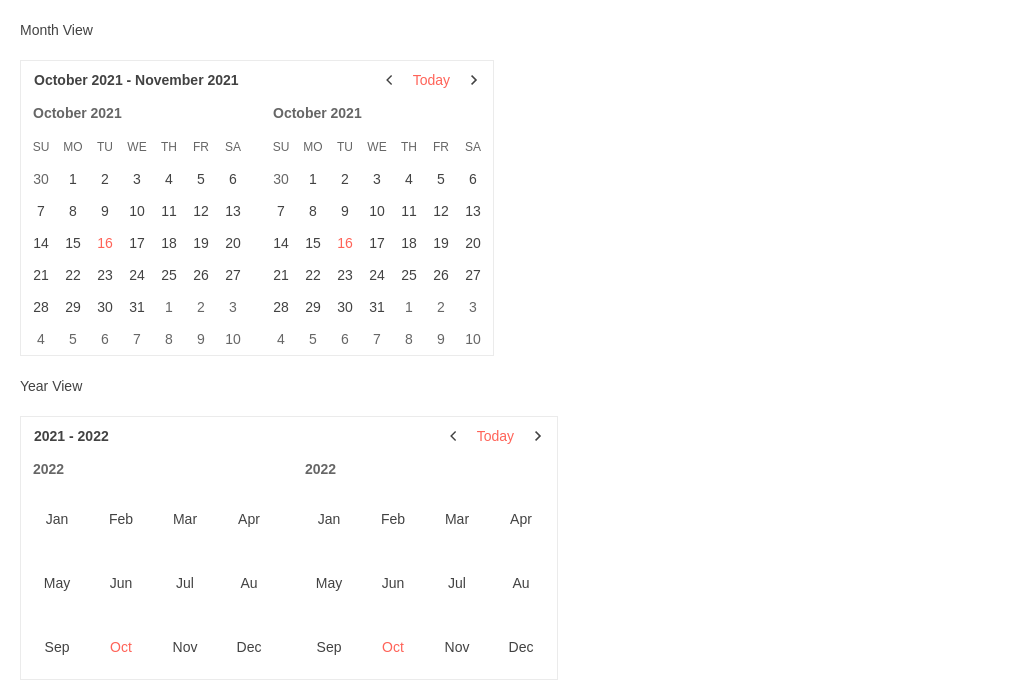 Month View
October 2021 - November 2021 Today
October 2021 October 2021
SU MO TU WE TH FR SA SU MO TU WE TH FR SA
30 1 2 3 4 5 6 30 1 2 3 4 5 6
7 8 9 10 11 12 13 7 8 9 10 11 12 13
14 15 16 17 18 19 20 14 15 16 17 18 19 20
21 22 23 24 25 26 27 21 22 23 24 25 26 27
28 29 30 31 1 2 3 28 29 30 31 1 2 3
4 5 6 7 8 9 10 4 5 6 7 8 9 10
Year View
2021 - 2022 Today
2022 2022
Jan Feb Mar Apr Jan Feb Mar Apr
May Jun Jul Au May Jun Jul Au
Sep Oct Nov Dec Sep Oct Nov Dec